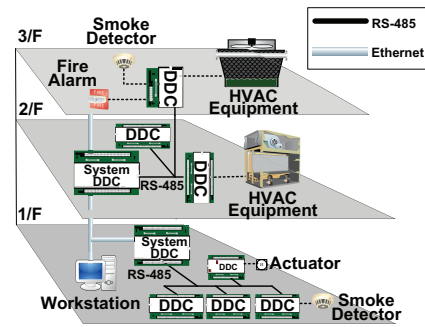 RS-485
Ethernet
3/F
Smoke
Detector
Fire
Alarm
DDC
HVAC
Equipment
2/F
DDC
System
DDC
RS-485
DDC
HVAC
Equipment
1/F
System
DDC
RS-485
DDC
Actuator
Workstation
DDC
DDC
DDC
Smoke
Detector